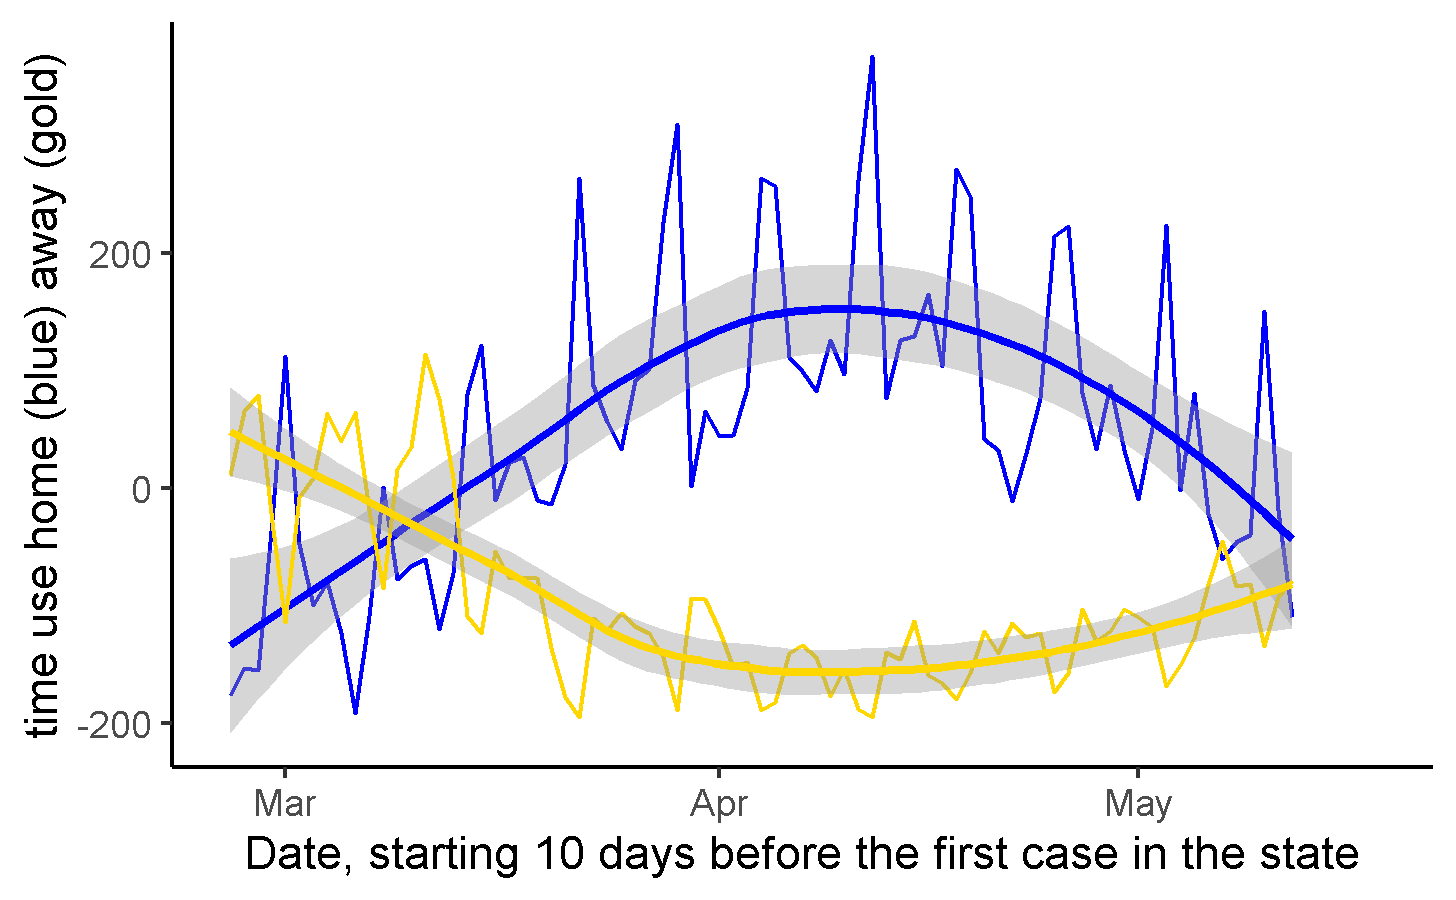 time use home (blue) away (gold)
200
0
-200
Mar Apr May
Date, starting 10 days before the first case in the state